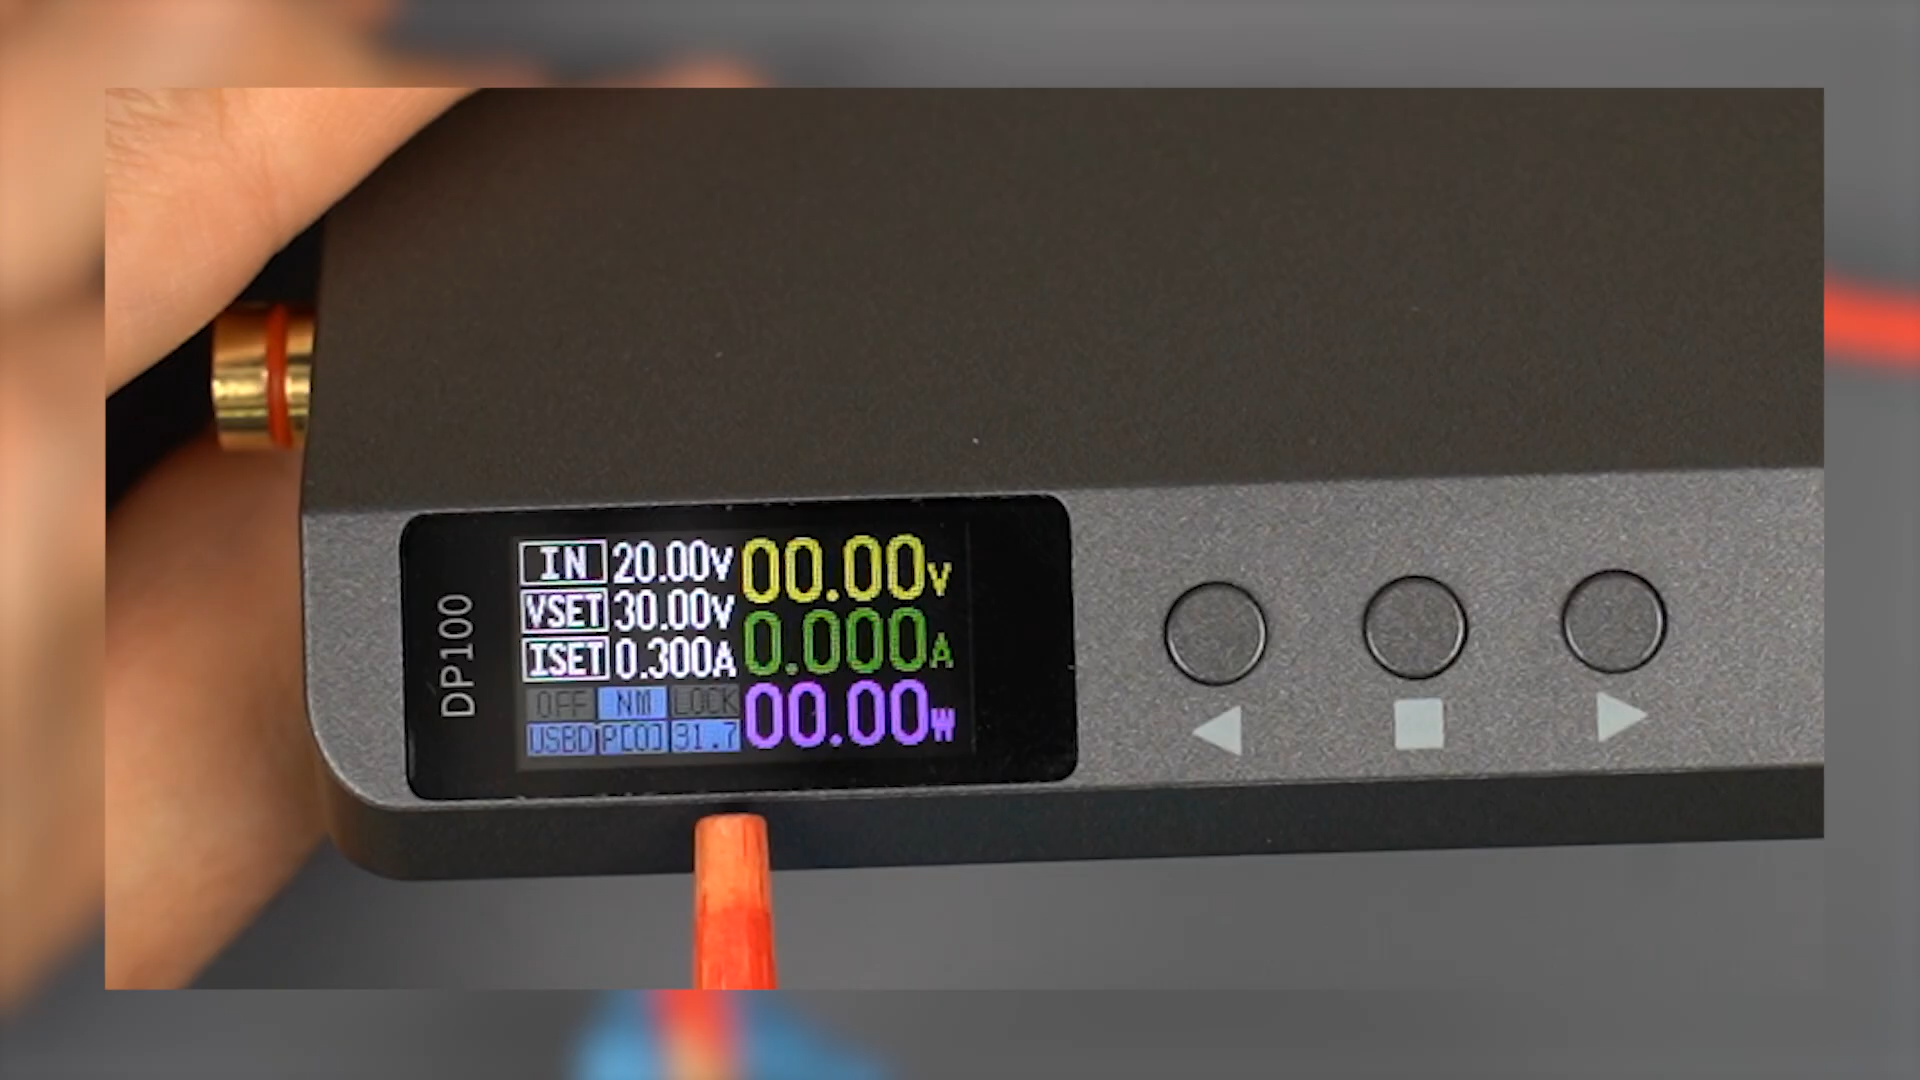 DP100
IN 20.00V
VSET 30.00V
ISET 0.300A
OFF NM LOCK
USBD P[0] 31.7
00.00V
0.000A
00.00W